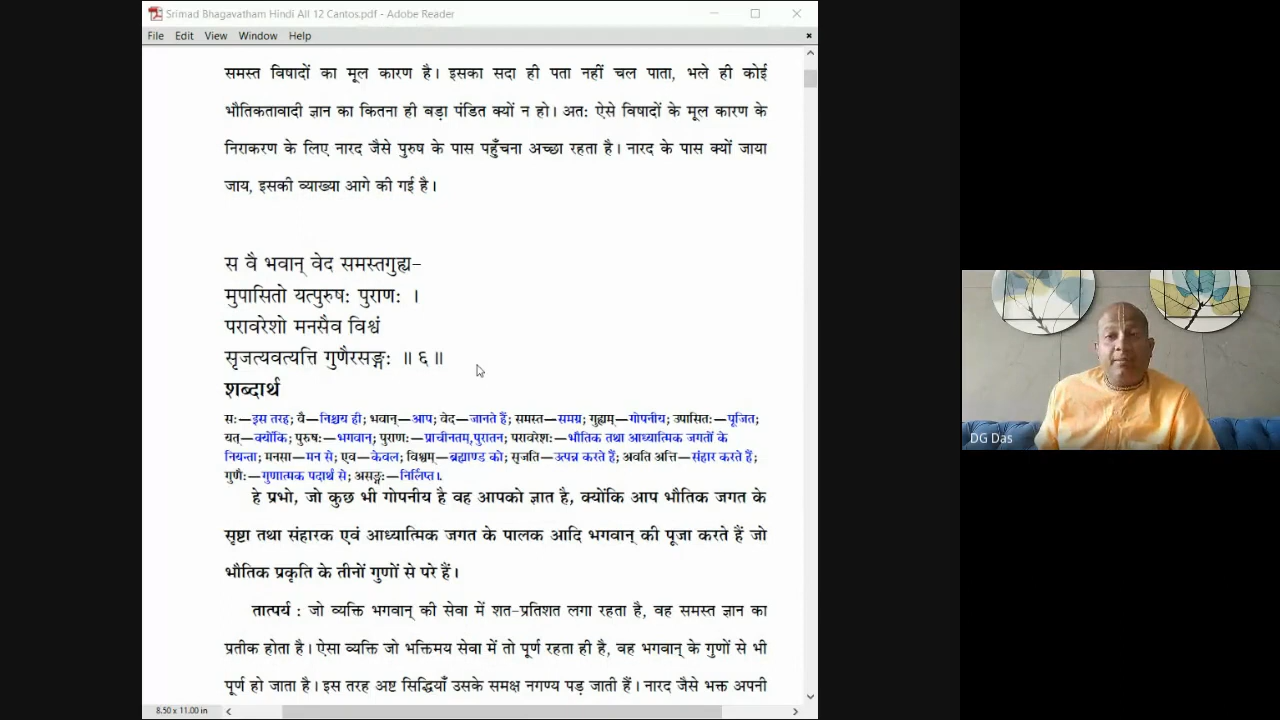 Srimad Bhagavatham Hindi All 12 Cantos.pdf - Adobe Reader
File Edit View Window Help
समस्त विषादों का मूल कारण है। इसका सदा ही पता नहीं चल पाता, भले ही कोई
भौतिकतावादी ज्ञान का कितना ही बड़ा पंडित क्यों न हो। अत: ऐसे विषादों के मूल कारण के
निराकरण के लिए नारद जैसे पुरुष के पास पहुँचना अच्छा रहता है। नारद के पास क्यों जाया
जाय, इसकी व्याख्या आगे की गई है।
स वै भवान् वेद समस्तगुह्य-
मुपासितो यत्पुरुष: पुराण: ।
परावरेशो मनसैव विश्वं
सृजत्यवत्यत्ति गुणैरसङ्ग: ॥ ६ ॥
शब्दार्थ
स:—इस तरह; वै—निश्चय ही; भवान्—आप; वेद—जानते हैं; समस्त—समग्र; गुह्यम्—गोपनीय; उपासित:—पूजित;
यत्—क्योंकि; पुरुष:—भगवान्; पुराण:—प्राचीनतम,पुरातन; परावरेश:—भौतिक तथा आध्यात्मिक जगतों के
नियन्ता; मनसा—मन से; एव—केवल; विश्वम्—ब्रह्माण्ड को; सृजति—उत्पन्न करते हैं; अवति अत्ति—संहार करते हैं;
गुणै:—गुणात्मक पदार्थ से; असङ्ग:—निर्लिप्त।.
हे प्रभो, जो कुछ भी गोपनीय है वह आपको ज्ञात है, क्योंकि आप भौतिक जगत के
सृष्टा तथा संहारक एवं आध्यात्मिक जगत के पालक आदि भगवान् की पूजा करते हैं जो
भौतिक प्रकृति के तीनों गुणों से परे हैं।
तात्पर्य : जो व्यक्ति भगवान् की सेवा में शत-प्रतिशत लगा रहता है, वह समस्त ज्ञान का
प्रतीक होता है। ऐसा व्यक्ति जो भक्तिमय सेवा में तो पूर्ण रहता ही है, वह भगवान् के गुणों से भी
पूर्ण हो जाता है। इस तरह अष्ट सिद्धियाँ उसके समक्ष नगण्य पड़ जाती हैं। नारद जैसे भक्त अपनी
8.50 x 11.00 in
DG Das